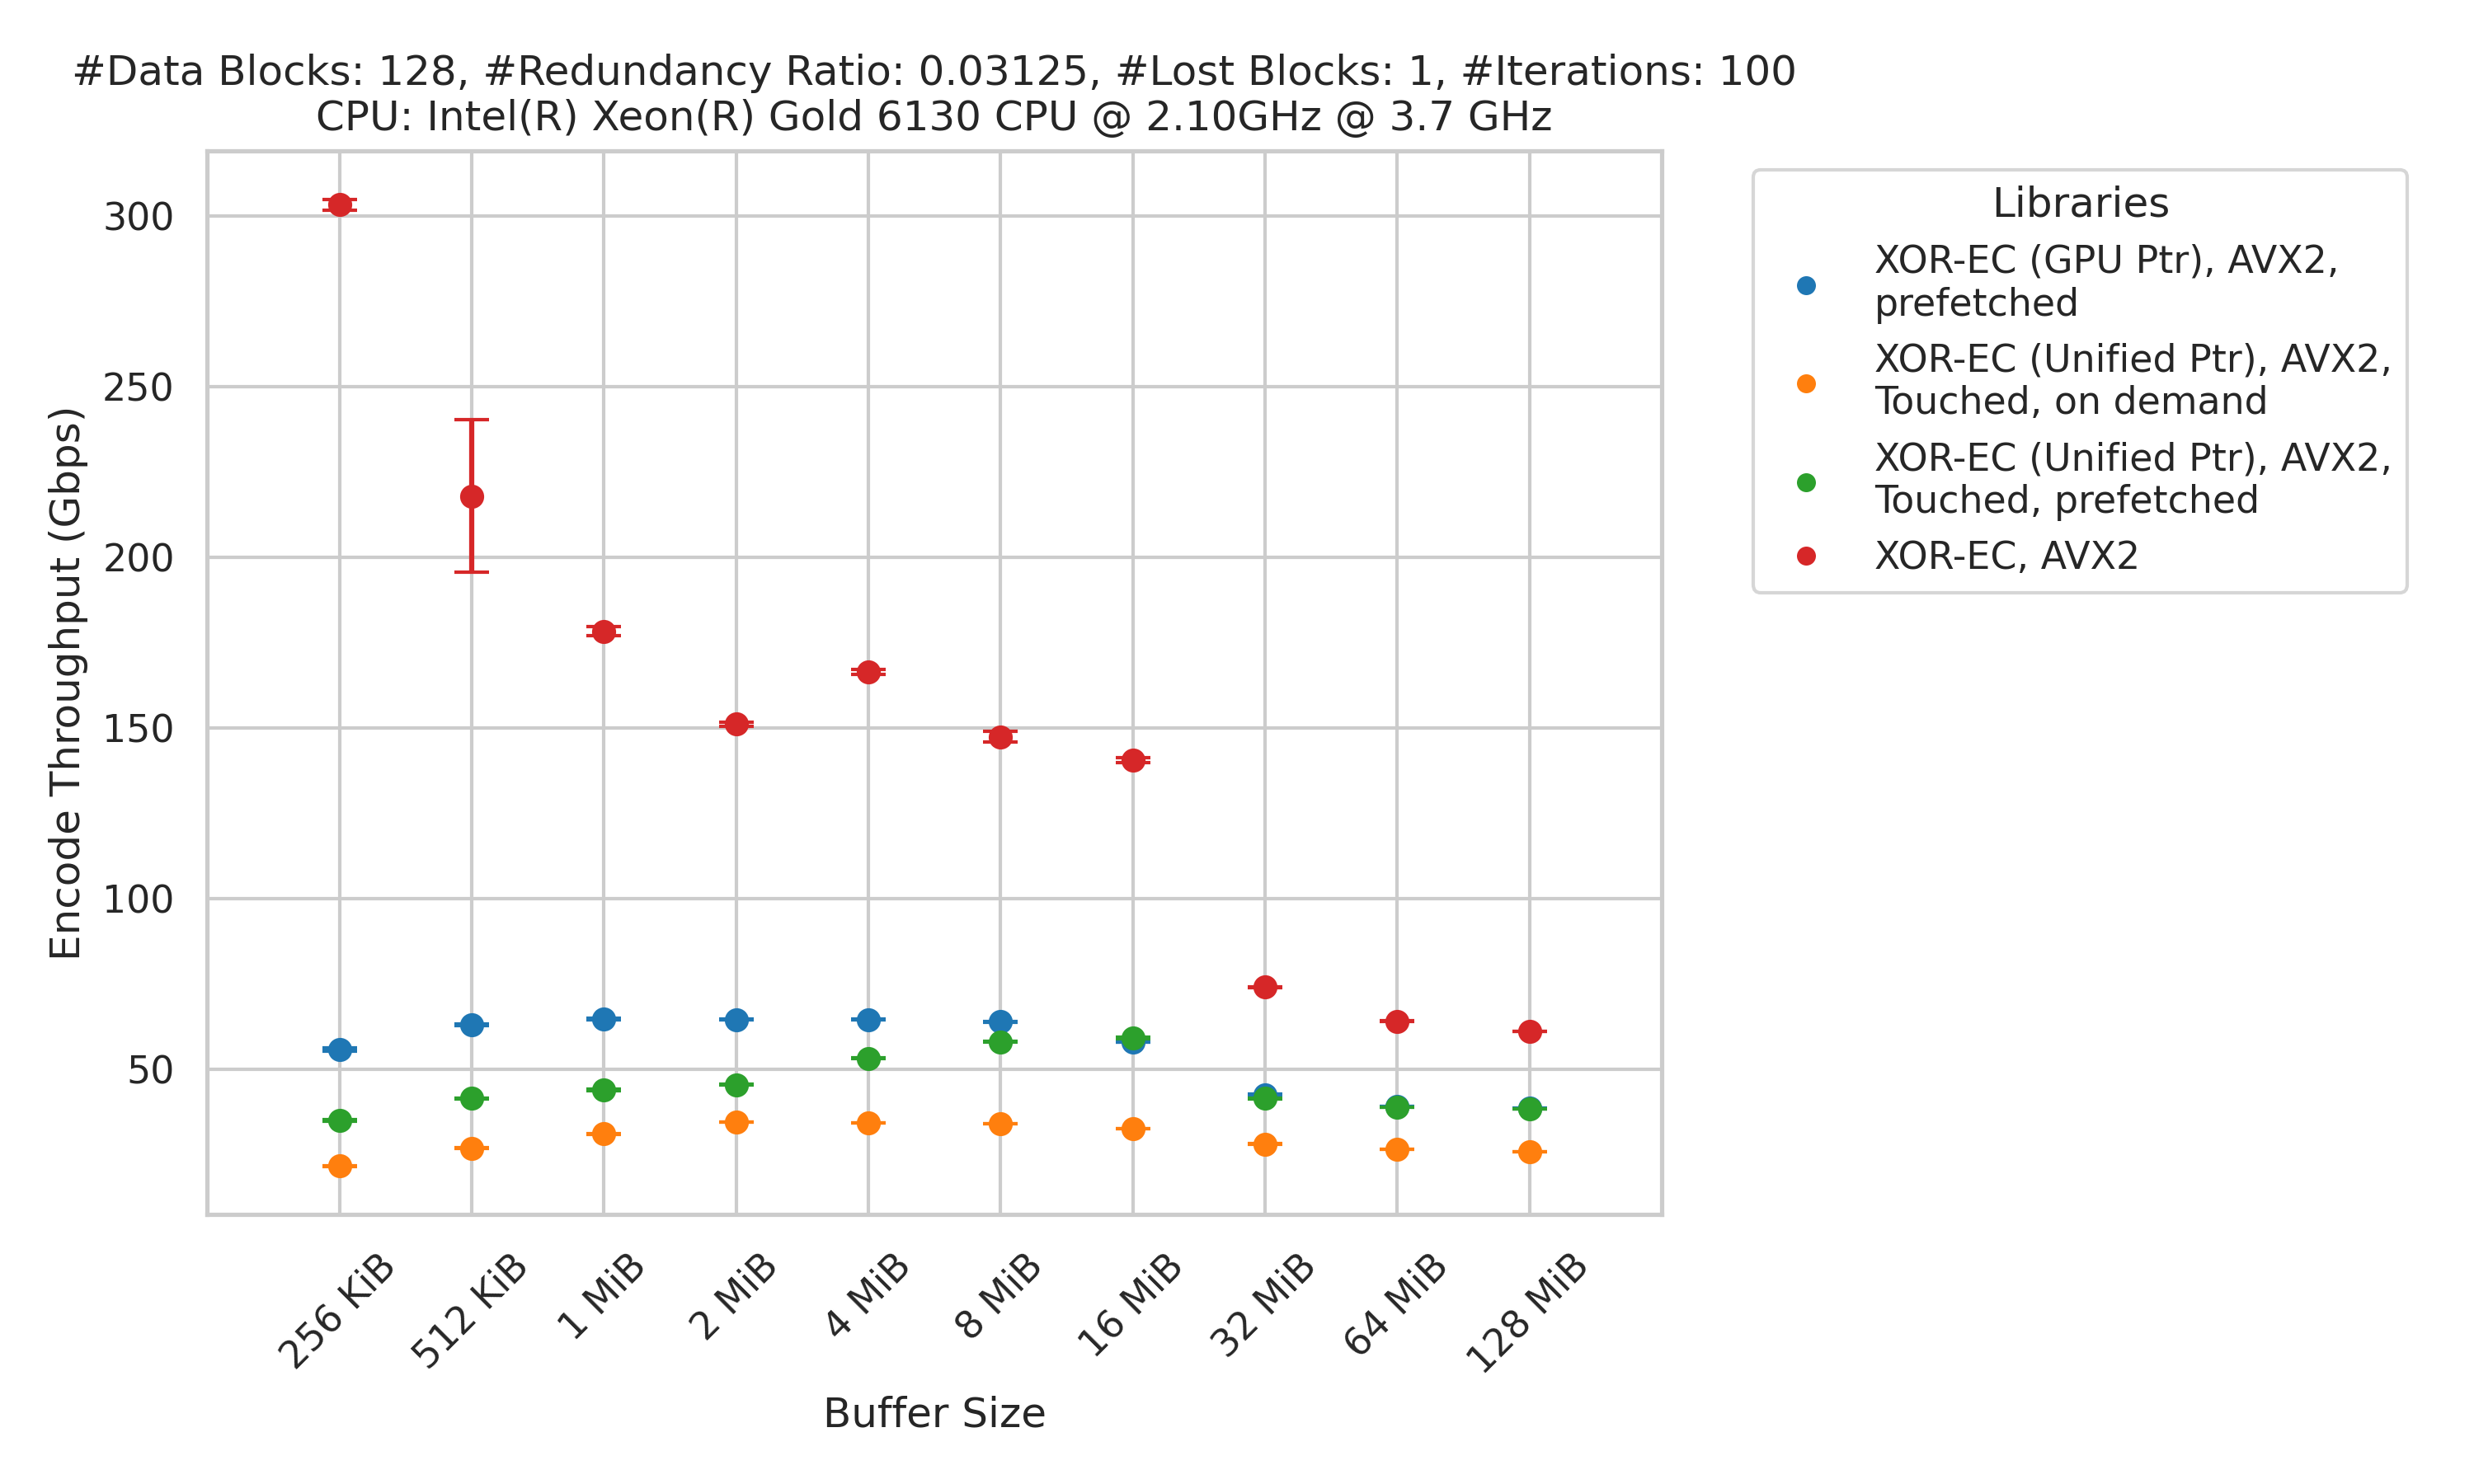 #Data Blocks: 128, #Redundancy Ratio: 0.03125, #Lost Blocks: 1, #Iterations: 100
CPU: Intel(R) Xeon(R) Gold 6130 CPU @ 2.10GHz @ 3.7 GHz
Encode Throughput (Gbps)
300
250
200
150
100
50
256 KiB
512 KiB
1 MiB
2 MiB
4 MiB
8 MiB
16 MiB
32 MiB
64 MiB
128 MiB
Buffer Size
Libraries
XOR-EC (GPU Ptr), AVX2,
prefetched
XOR-EC (Unified Ptr), AVX2,
Touched, on demand
XOR-EC (Unified Ptr), AVX2,
Touched, prefetched
XOR-EC, AVX2